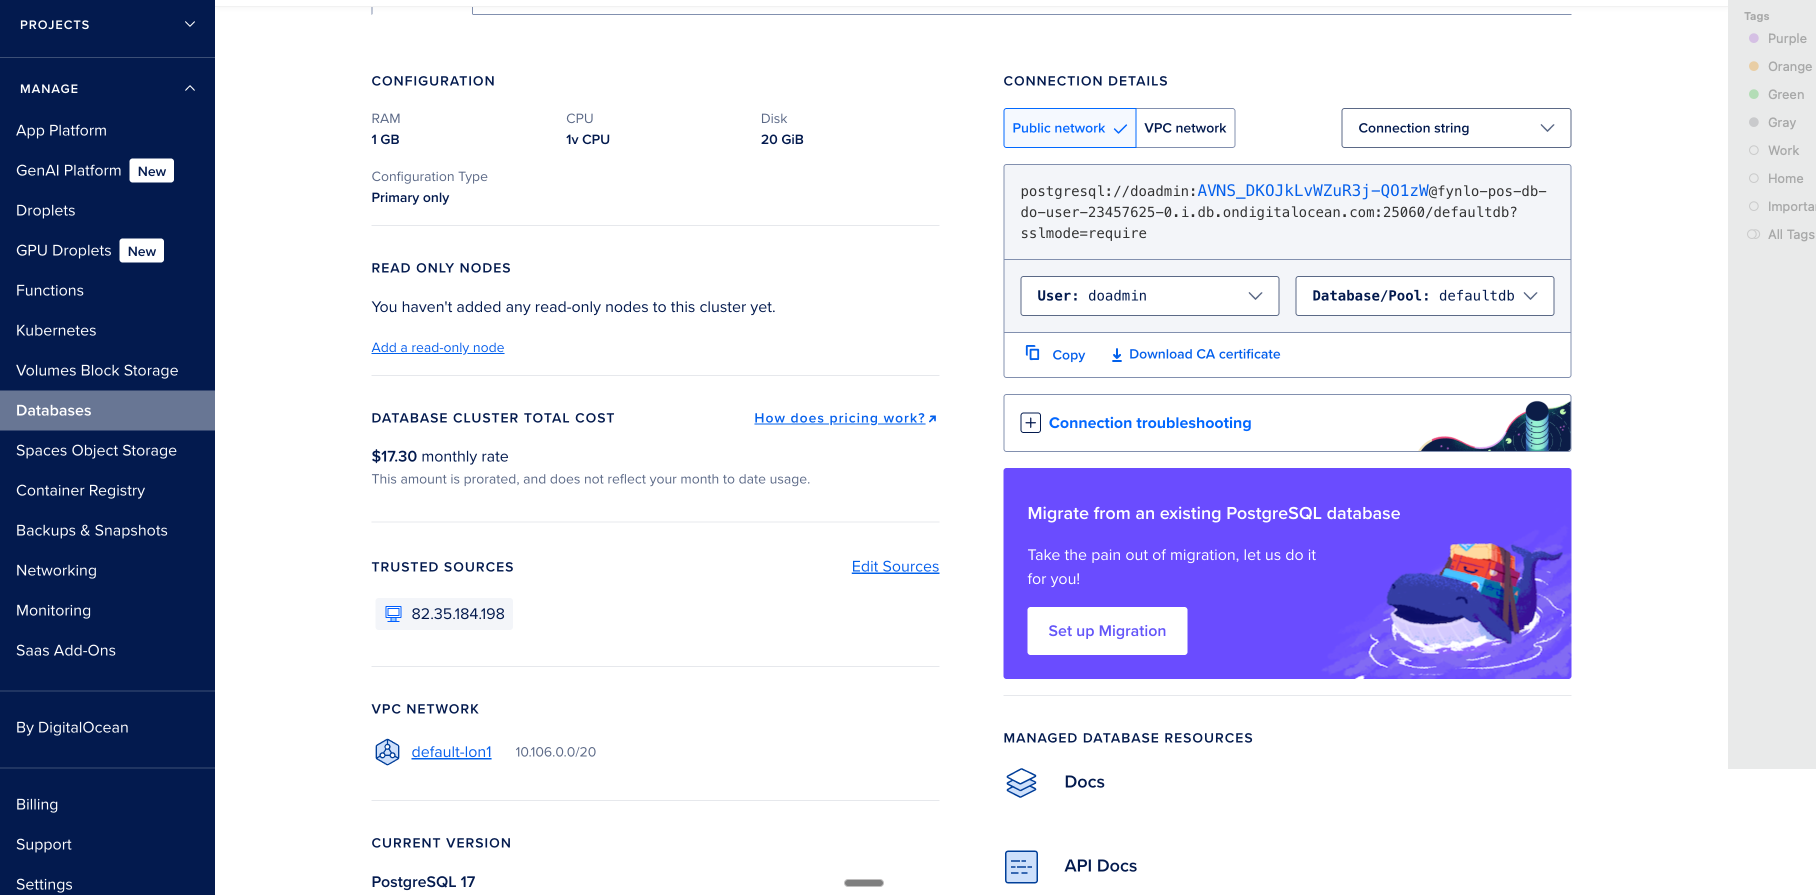 PROJECTS
MANAGE
App Platform
GenAI Platform New
Droplets
GPU Droplets New
Functions
Kubernetes
Volumes Block Storage
Databases
Spaces Object Storage
Container Registry
Backups & Snapshots
Networking
Monitoring
Saas Add-Ons
By DigitalOcean
Billing
Support
Settings
CONFIGURATION
RAM CPU Disk
1 GB 1v CPU 20 GiB
Configuration Type
Primary only
READ ONLY NODES
You haven't added any read-only nodes to this cluster yet.
Add a read-only node
DATABASE CLUSTER TOTAL COST How does pricing work?
$17.30 monthly rate
This amount is prorated, and does not reflect your month to date usage.
TRUSTED SOURCES Edit Sources
82.35.184.198
VPC NETWORK
default-lon1 10.106.0.0/20
CURRENT VERSION
PostgreSQL 17
CONNECTION DETAILS
Public network VPC network Connection string
postgresql://doadmin:AVNS_DKOJkLvWZuR3j-QO1zW@fynlo-pos-db-
do-user-23457625-0.i.db.ondigitalocean.com:25060/defaultdb?
sslmode=require
User: doadmin Database/Pool: defaultdb
Copy Download CA certificate
Connection troubleshooting
Migrate from an existing PostgreSQL database
Take the pain out of migration, let us do it
for you!
Set up Migration
MANAGED DATABASE RESOURCES
Docs
API Docs
Tags
Purple
Orange
Green
Gray
Work
Home
Importa
All Tags